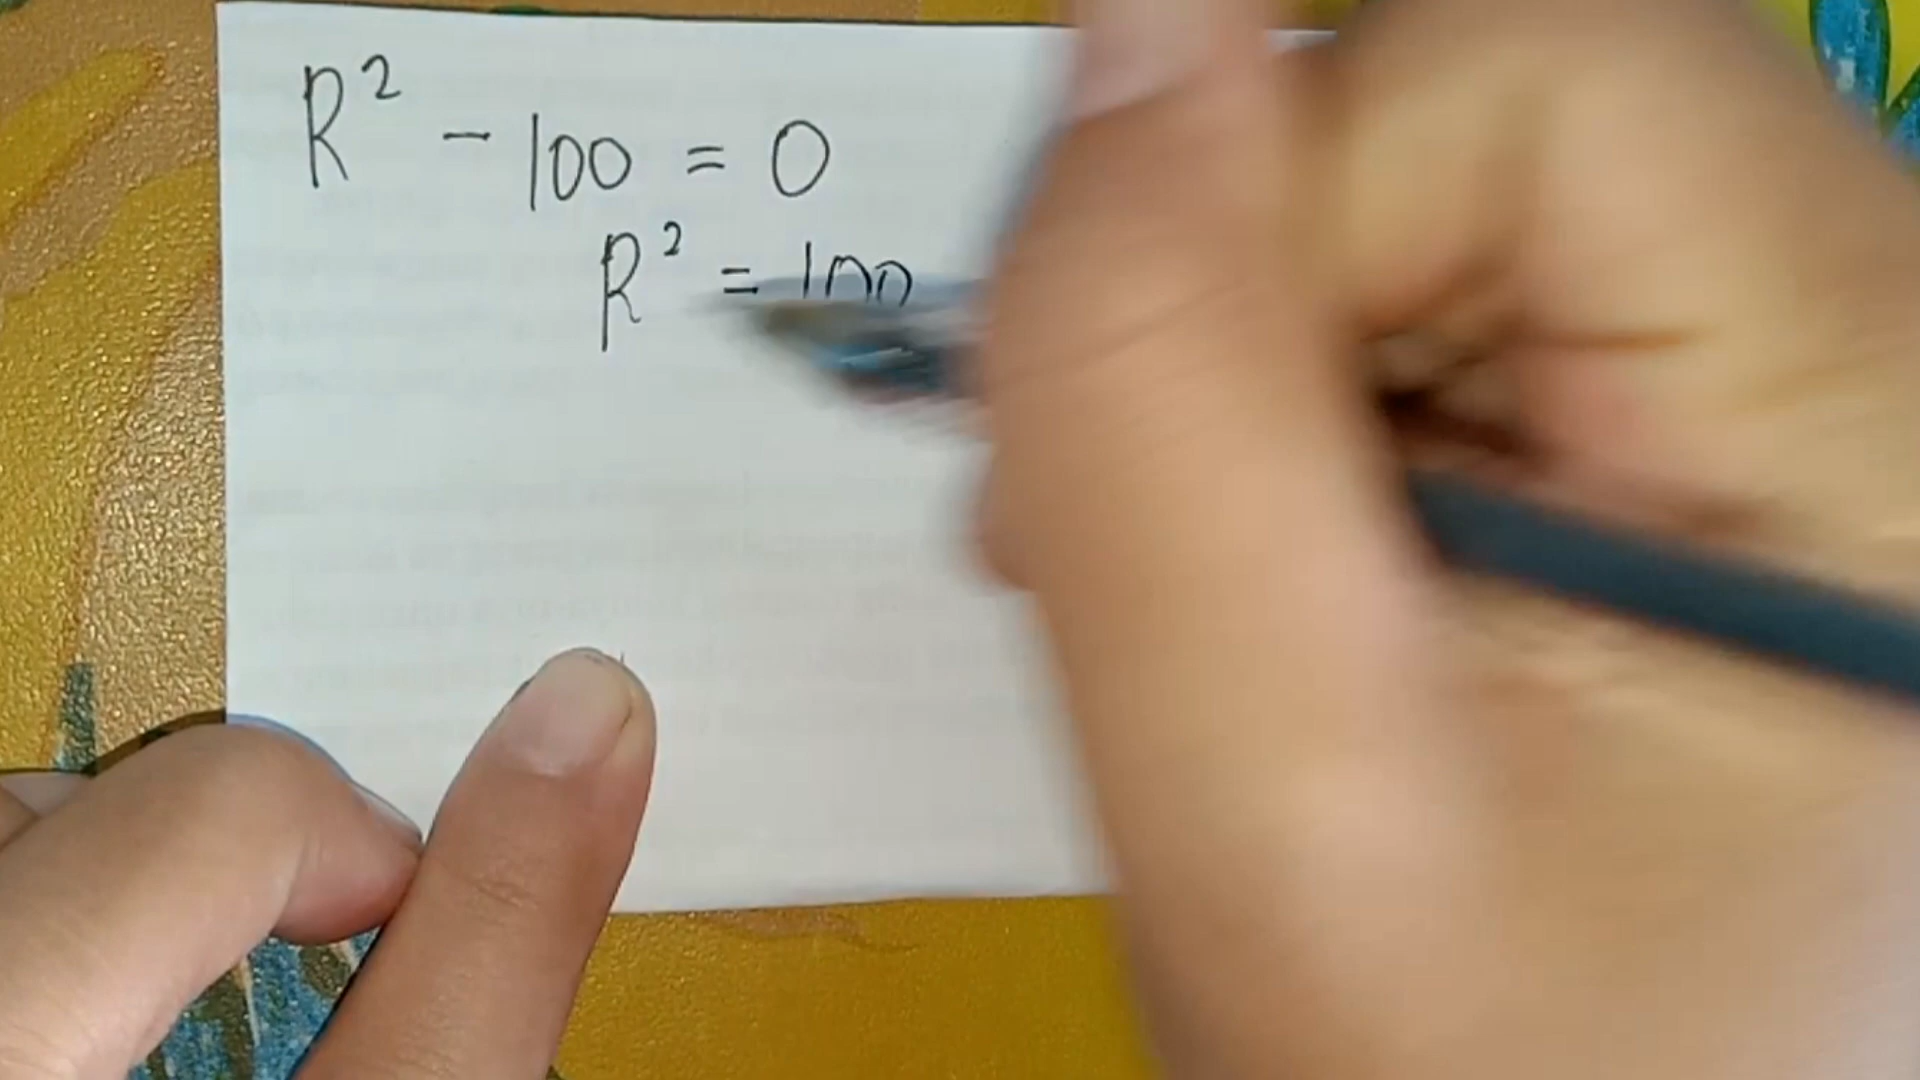 R² - 100 = 0
R² = 100